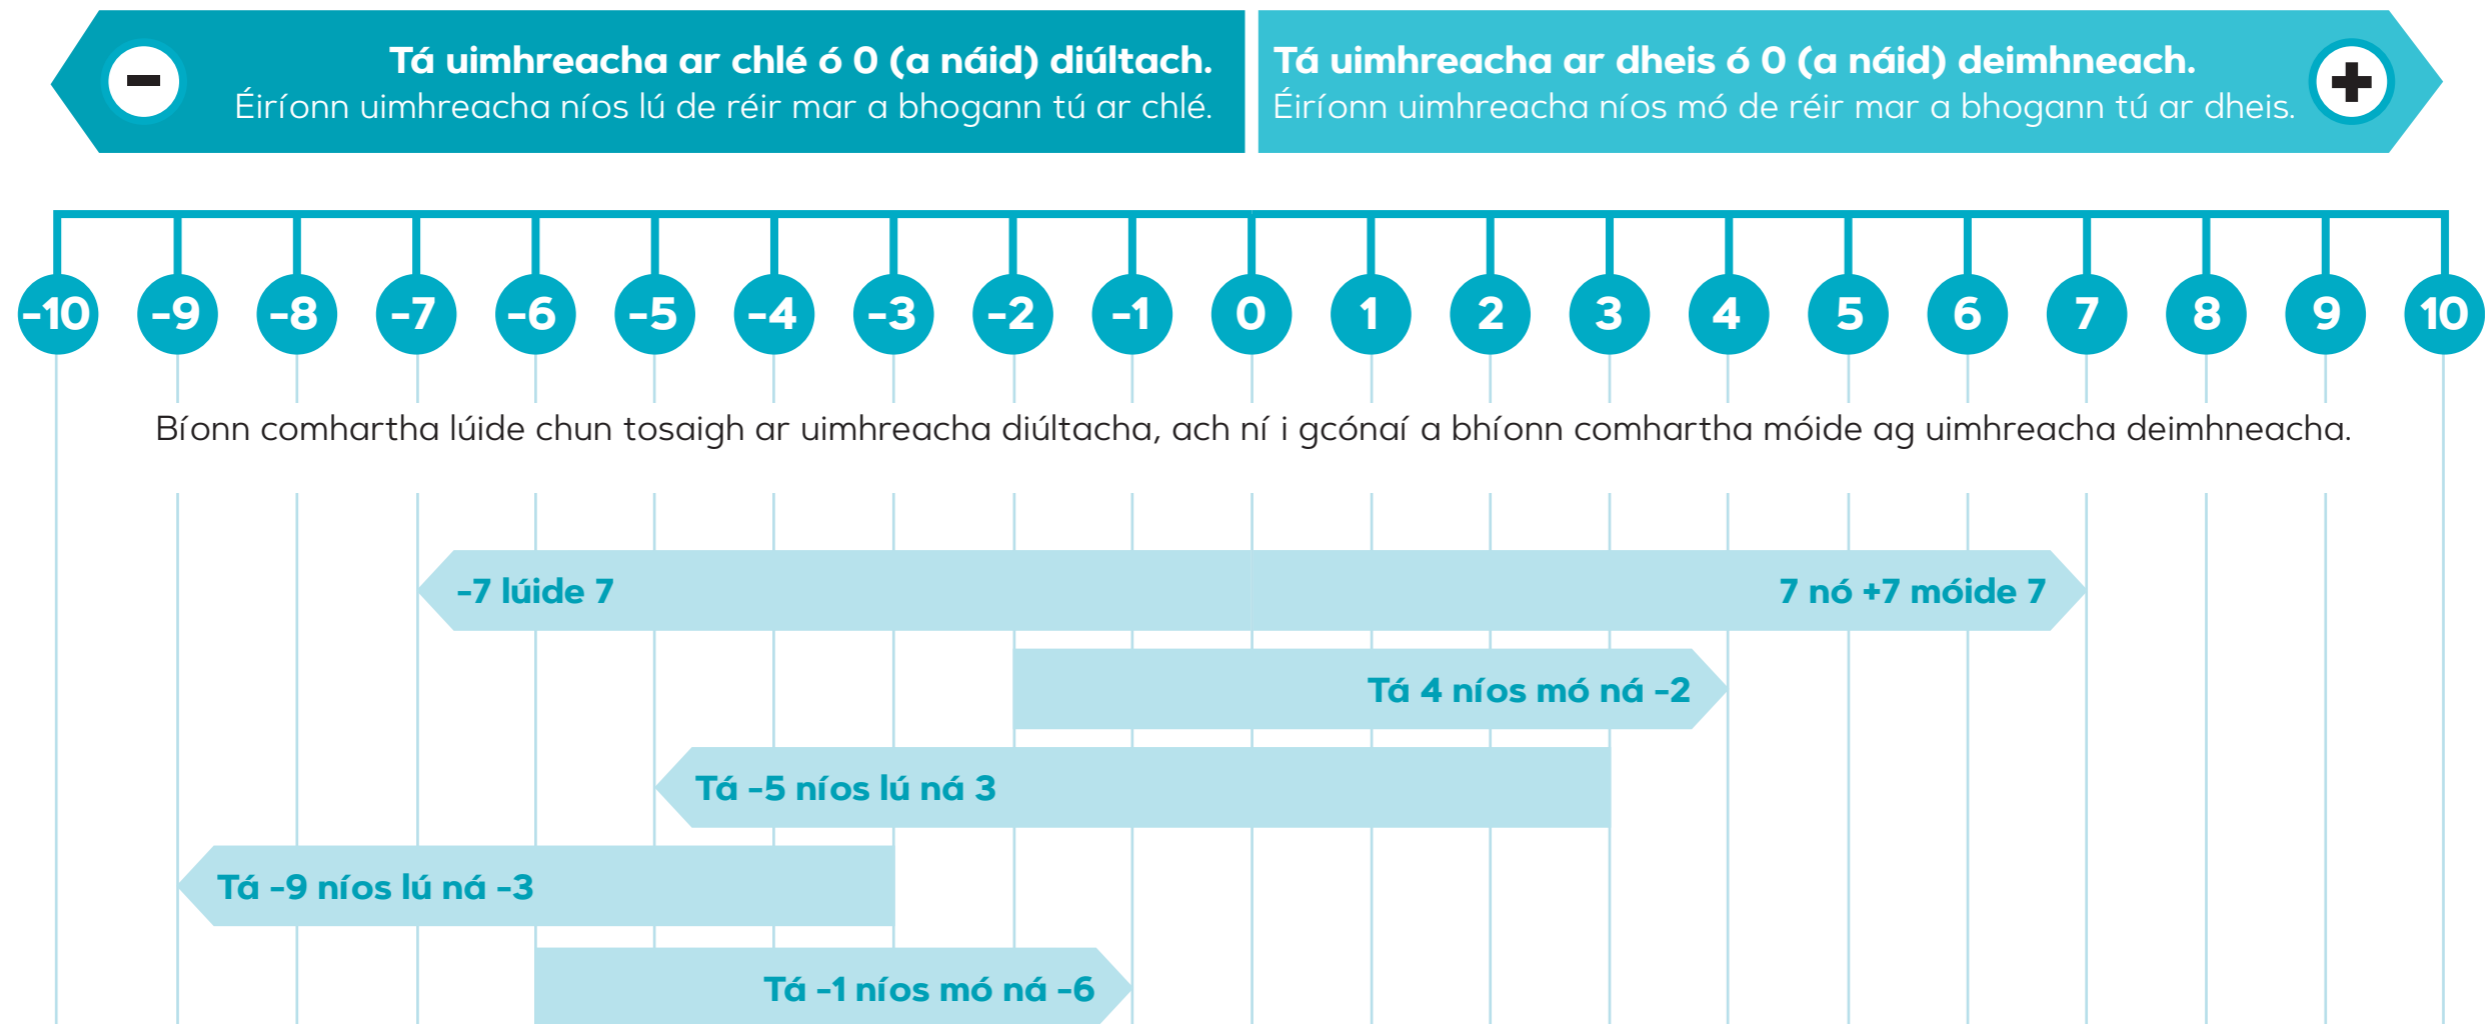 Tá uimhreacha ar chlé ó 0 (a náid) diúltach.
Éiríonn uimhreacha níos lú de réir mar a bhogann tú ar chlé.
Tá uimhreacha ar dheis ó 0 (a náid) deimhneach.
Éiríonn uimhreacha níos mó de réir mar a bhogann tú ar dheis.
-10 -9 -8 -7 -6 -5 -4 -3 -2 -1 0 1 2 3 4 5 6 7 8 9 10
Bíonn comhartha lúide chun tosaigh ar uimhreacha diúltacha, ach ní i gcónaí a bhíonn comhartha móide ag uimhreacha deimhneacha.
-7 lúide 7
7 nó +7 móide 7
Tá 4 níos mó ná -2
Tá -5 níos lú ná 3
Tá -9 níos lú ná -3
Tá -1 níos mó ná -6